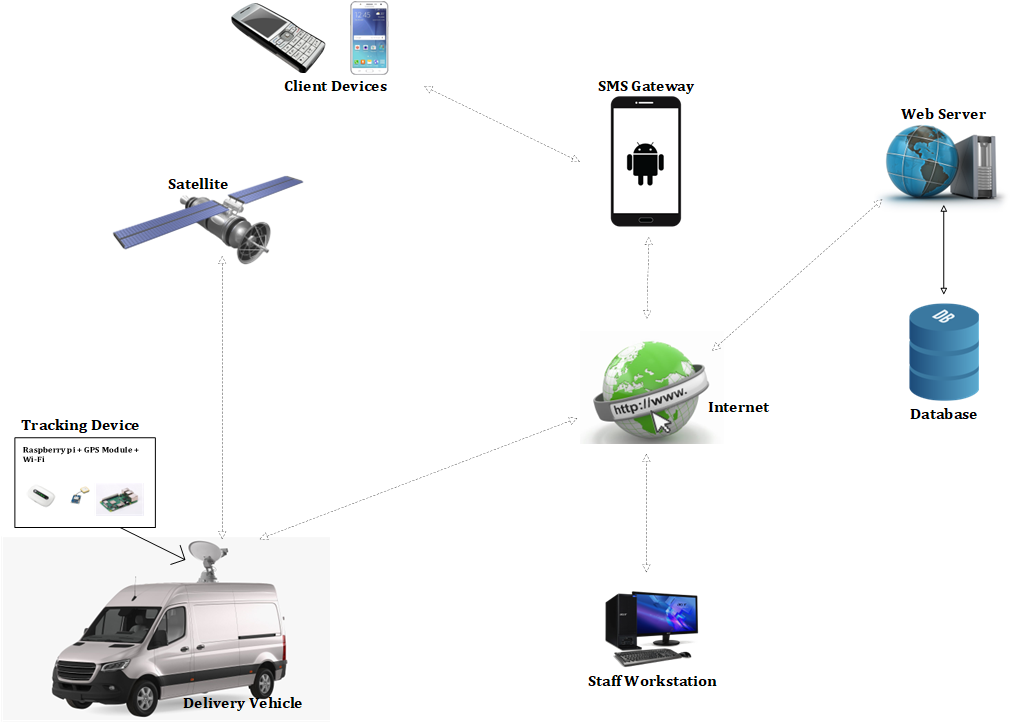 Client Devices
SMS Gateway
Web Server
Satellite
DB
http://www.
Internet
Database
Tracking Device
Raspberry pi + GPS Module +
Wi-Fi
Staff Workstation
Delivery Vehicle